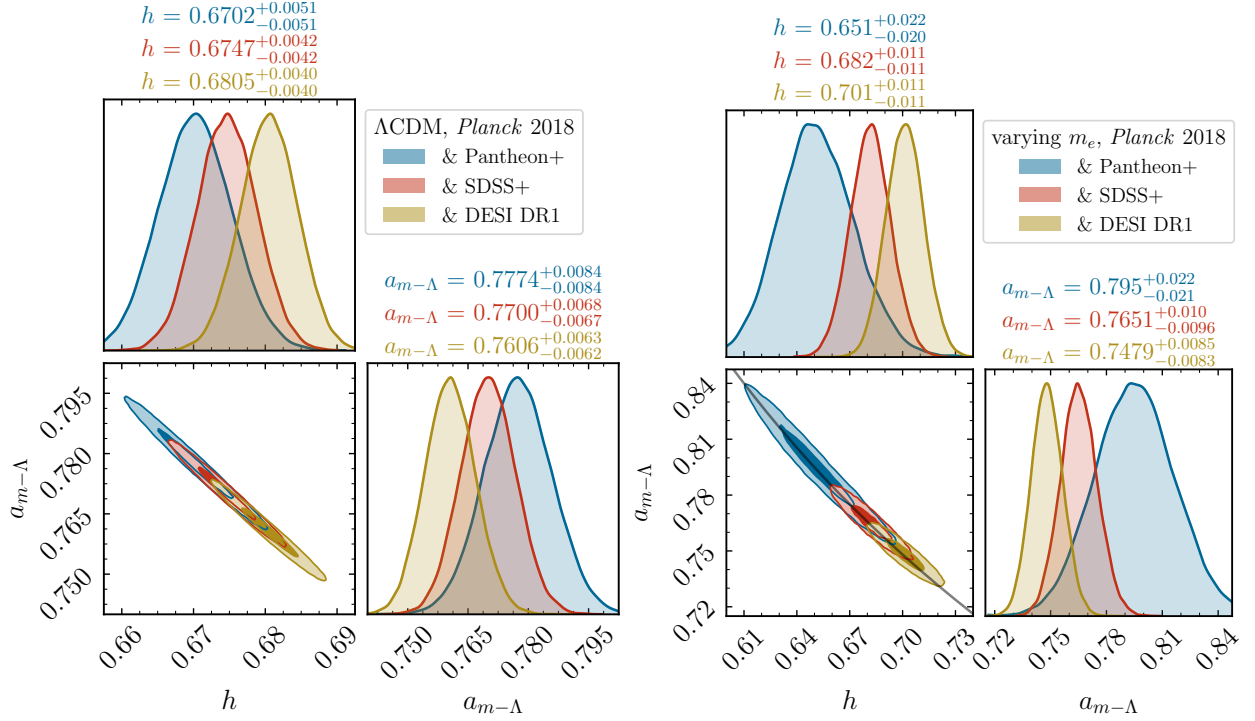 h = 0.6702^{+0.0051}_{-0.0051}
h = 0.6747^{+0.0042}_{-0.0042}
h = 0.6805^{+0.0040}_{-0.0040}
ΛCDM, Planck 2018
& Pantheon+
& SDSS+
& DESI DR1
a_{m−Λ} = 0.7774^{+0.0084}_{-0.0084}
a_{m−Λ} = 0.7700^{+0.0068}_{-0.0067}
a_{m−Λ} = 0.7606^{+0.0063}_{-0.0062}
0.795
0.780
0.765
0.750
a_{m−Λ}
0.66 0.67 0.68 0.69
h
0.750 0.765 0.780 0.795
a_{m−Λ}
h = 0.651^{+0.022}_{-0.020}
h = 0.682^{+0.011}_{-0.011}
h = 0.701^{+0.011}_{-0.011}
varying m_e, Planck 2018
& Pantheon+
& SDSS+
& DESI DR1
a_{m−Λ} = 0.795^{+0.022}_{-0.021}
a_{m−Λ} = 0.7651^{+0.010}_{-0.0096}
a_{m−Λ} = 0.7479^{+0.0085}_{-0.0083}
0.84
0.81
0.78
0.75
0.72
a_{m−Λ}
0.61 0.64 0.67 0.70 0.73
h
0.72 0.75 0.78 0.81 0.84
a_{m−Λ}